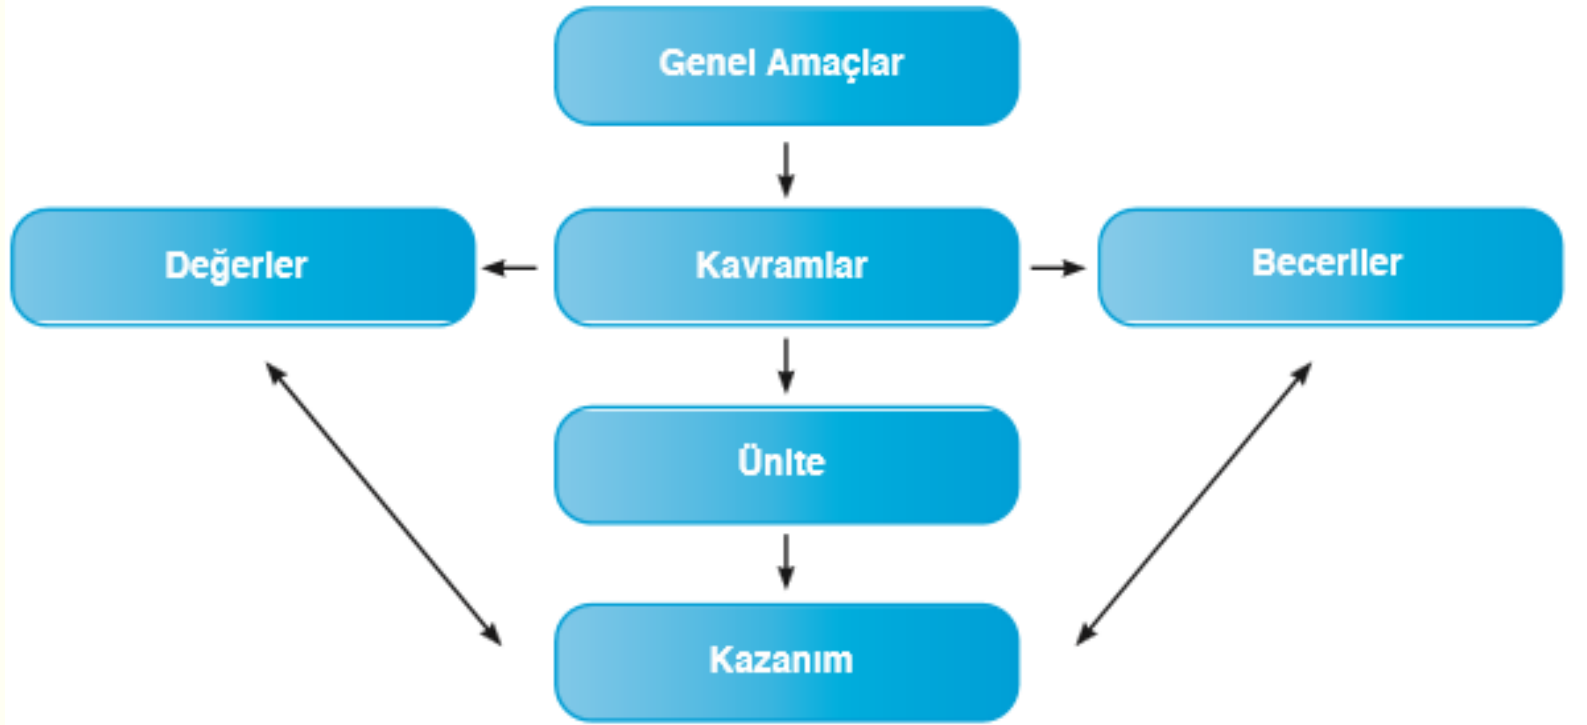 Genel Amaçlar
Değerler
Kavramlar
Beceriler
Ünite
Kazanım